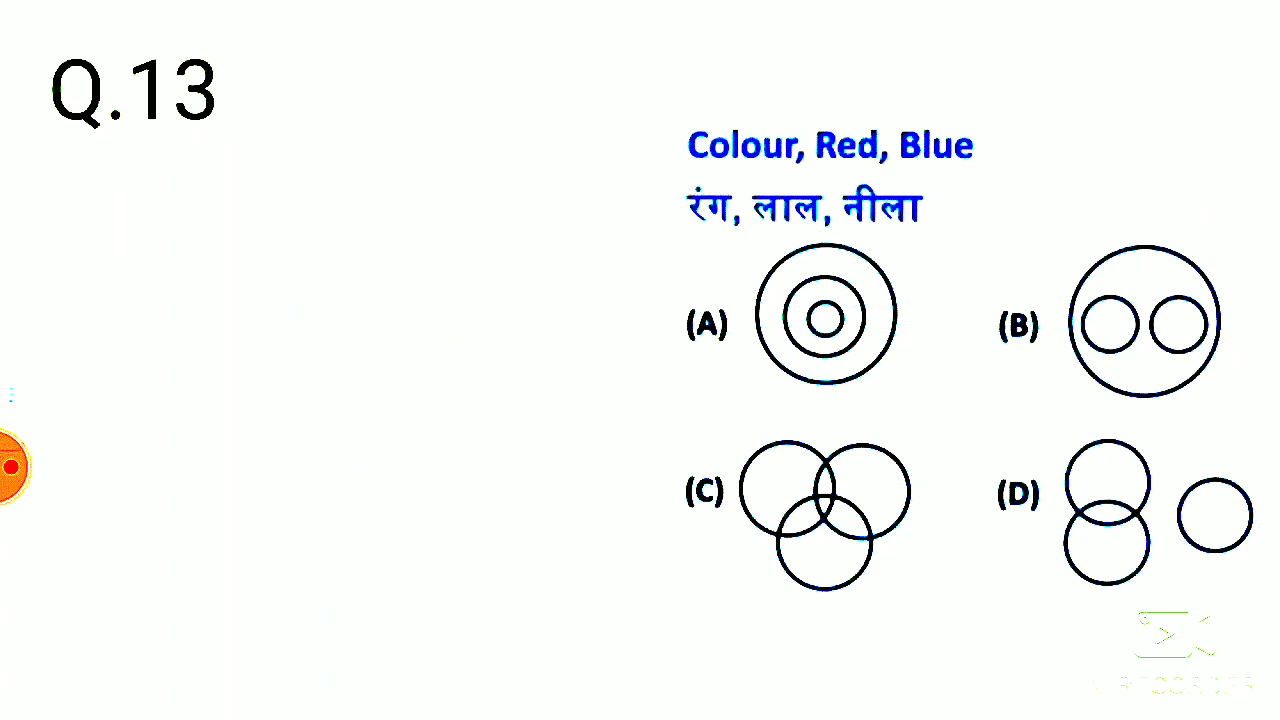 Q.13
Colour, Red, Blue
रंग, लाल, नीला
(A)
(B)
(C)
(D)